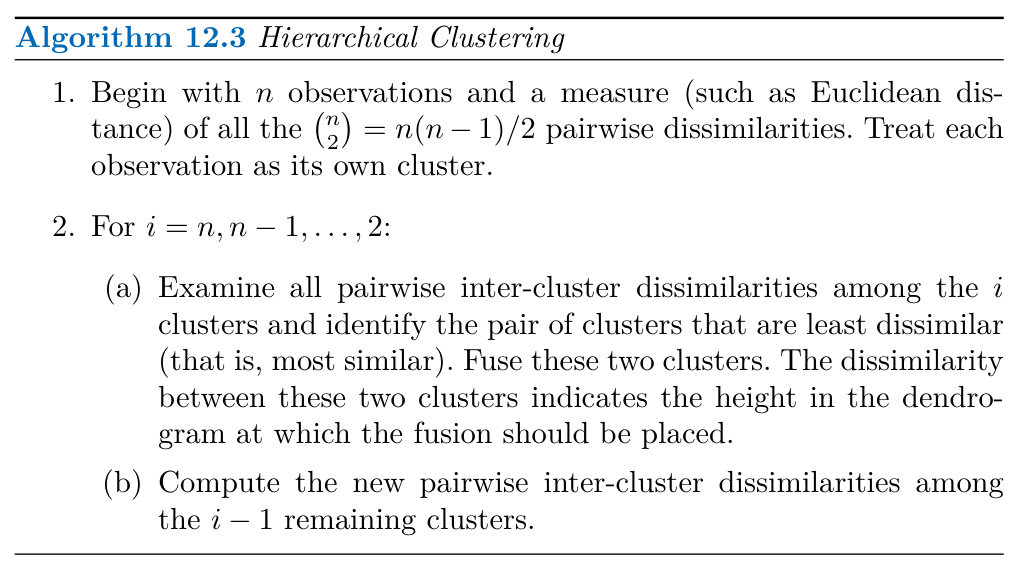 Algorithm 12.3 Hierarchical Clustering
1. Begin with n observations and a measure (such as Euclidean dis-
tance) of all the (n 2) = n(n − 1)/2 pairwise dissimilarities. Treat each
observation as its own cluster.
2. For i = n, n − 1, . . . , 2:
(a) Examine all pairwise inter-cluster dissimilarities among the i
clusters and identify the pair of clusters that are least dissimilar
(that is, most similar). Fuse these two clusters. The dissimilarity
between these two clusters indicates the height in the dendro-
gram at which the fusion should be placed.
(b) Compute the new pairwise inter-cluster dissimilarities among
the i − 1 remaining clusters.